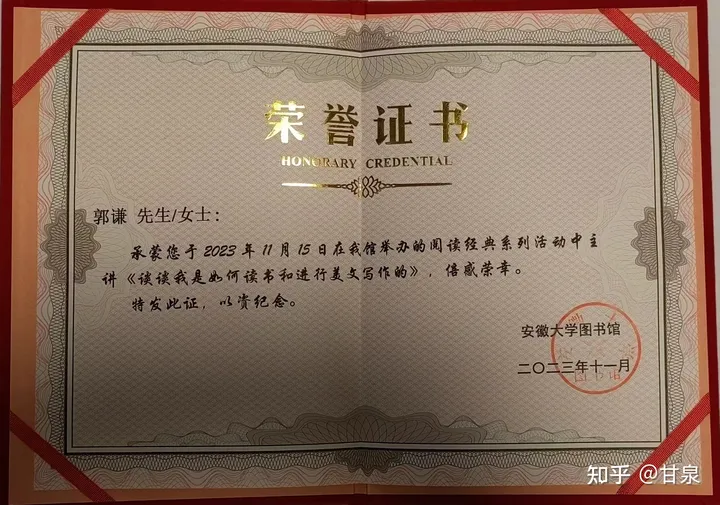 荣誉证书
HONORARY CREDENTIAL
郭谦 先生/女士：
承蒙您于2023年11月15日在我馆举办的阅读经典系列活动中主
讲《谈谈我是如何读书和进行美文写作的》，倍感荣幸。
特发此证，以资纪念。
安徽大学图书馆
二〇二三年十一月
知乎 @甘泉